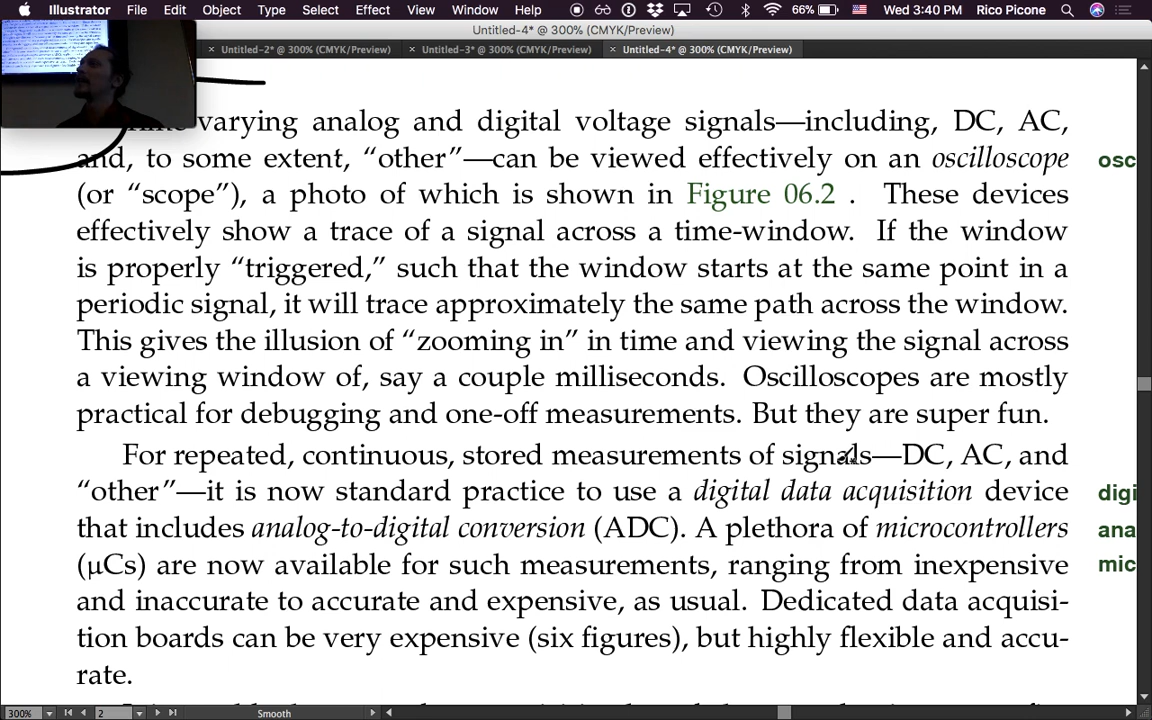 Illustrator File Edit Object Type Select Effect View Window Help 66% Wed 3:40 PM Rico Picone
Untitled-4* @ 300% (CMYK/Preview)
Untitled-2* @ 300% (CMYK/Preview) Untitled-3* @ 300% (CMYK/Preview) Untitled-4* @ 300% (CMYK/Preview)
varying analog and digital voltage signals—including, DC, AC,
and, to some extent, “other”—can be viewed effectively on an oscilloscope osc
(or “scope”), a photo of which is shown in Figure 06.2 . These devices
effectively show a trace of a signal across a time-window. If the window
is properly “triggered,” such that the window starts at the same point in a
periodic signal, it will trace approximately the same path across the window.
This gives the illusion of “zooming in” in time and viewing the signal across
a viewing window of, say a couple milliseconds. Oscilloscopes are mostly
practical for debugging and one-off measurements. But they are super fun.
For repeated, continuous, stored measurements of signals—DC, AC, and
“other”—it is now standard practice to use a digital data acquisition device digi
that includes analog-to-digital conversion (ADC). A plethora of microcontrollers ana
(μCs) are now available for such measurements, ranging from inexpensive mic
and inaccurate to accurate and expensive, as usual. Dedicated data acquisi-
tion boards can be very expensive (six figures), but highly flexible and accu-
rate.
300% 2 Smooth